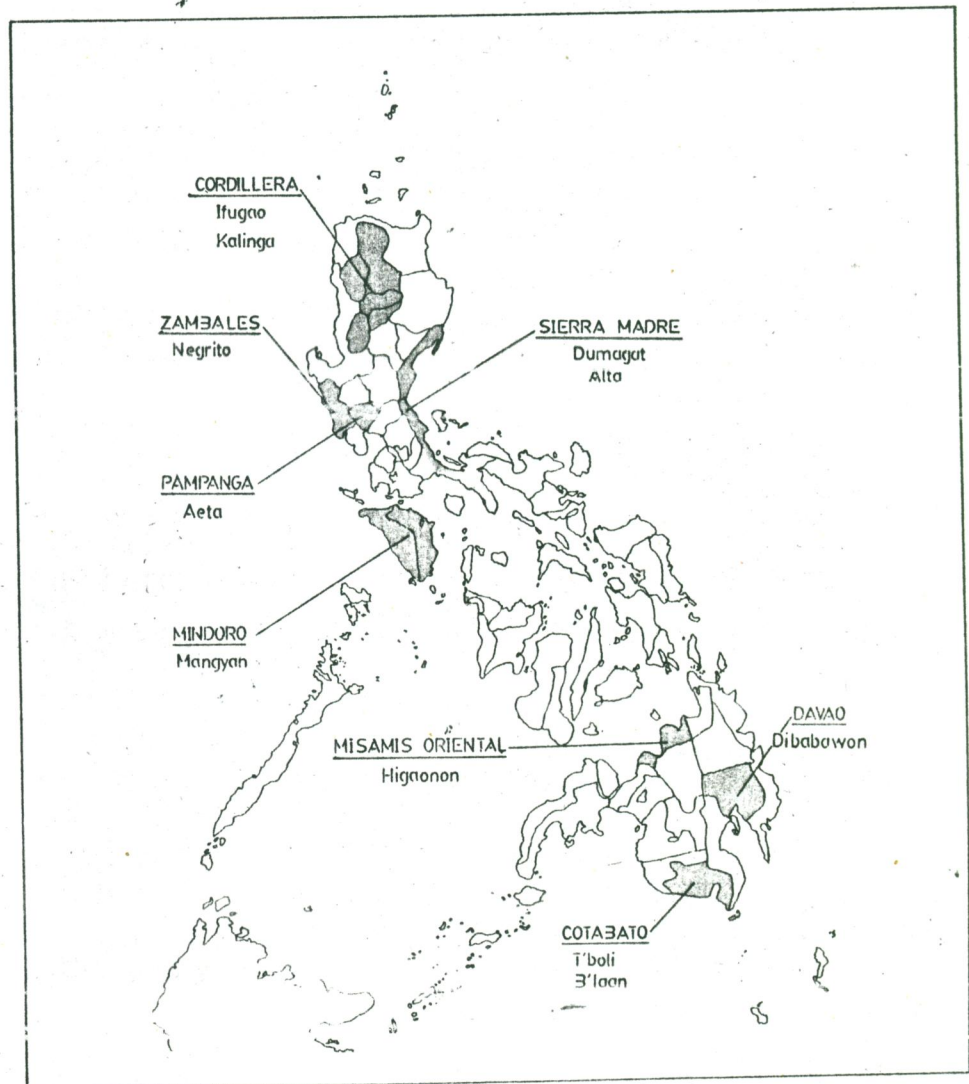 CORDILLERA
Ifugao
Kalinga
ZAMBALES
Negrito
SIERRA MADRE
Dumagat
Alta
PAMPANGA
Aeta
MINDORO
Mangyan
MISAMIS ORIENTAL
Higaonon
DAVAO
Dibabawon
COTABATO
T'boli
B'laan